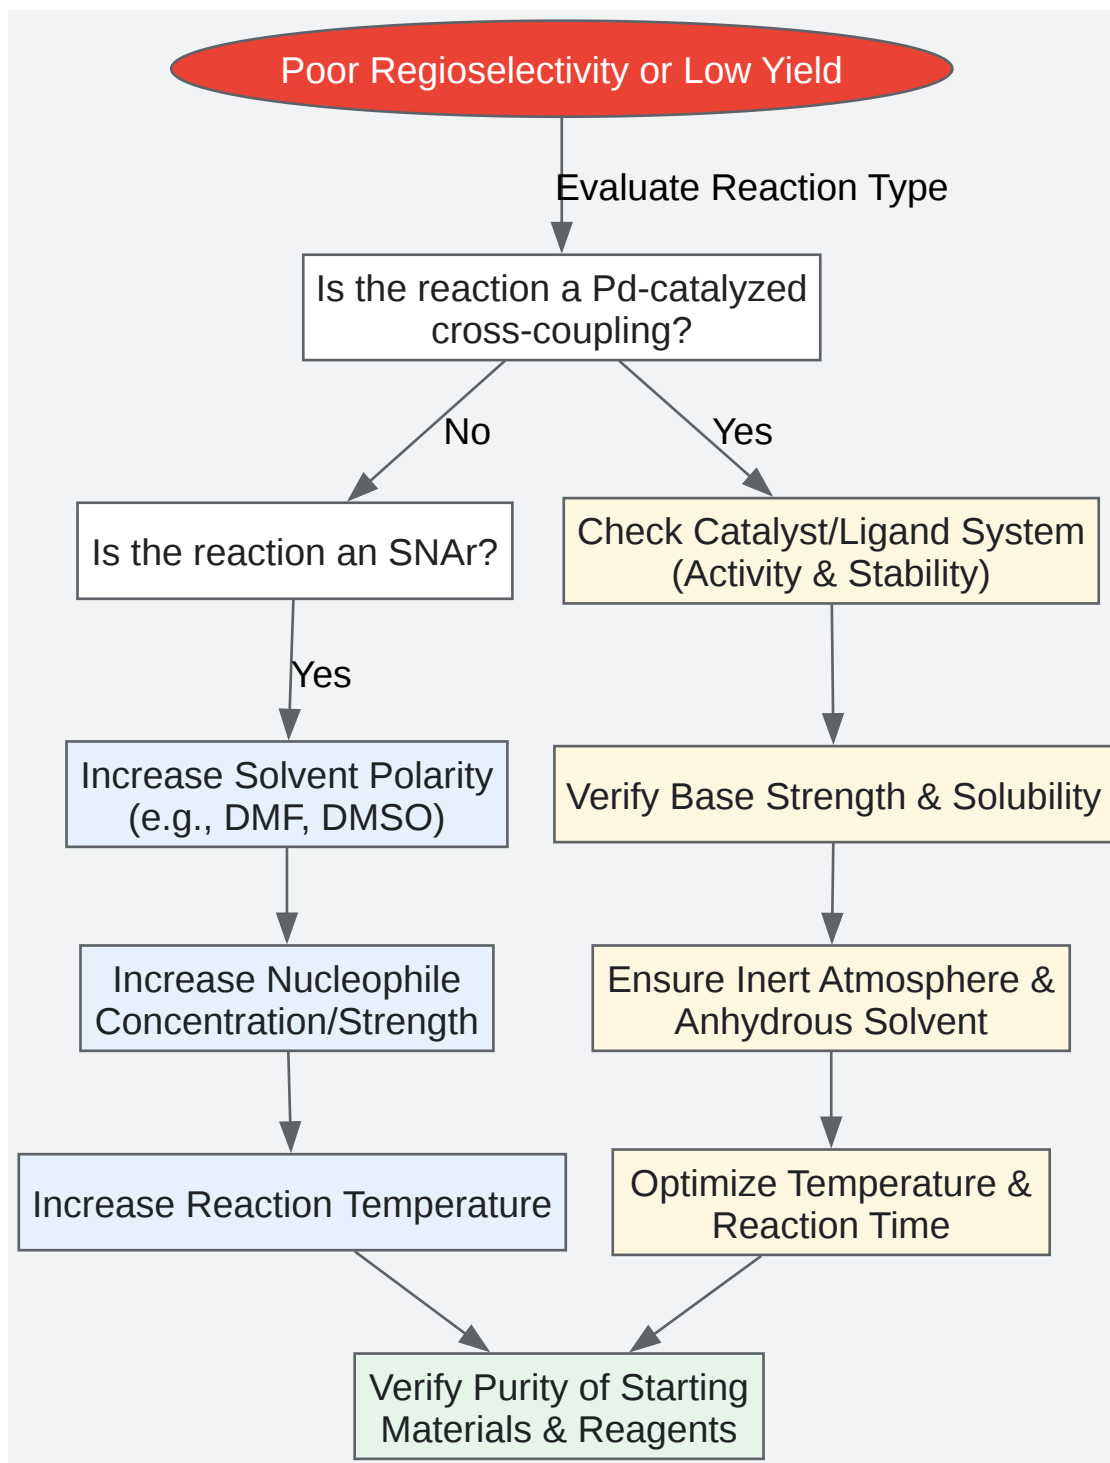 Poor Regioselectivity or Low Yield
Evaluate Reaction Type
Is the reaction a Pd-catalyzed
cross-coupling?
No
Yes
Is the reaction an SNAr?
Check Catalyst/Ligand System
(Activity & Stability)
Yes
Increase Solvent Polarity
(e.g., DMF, DMSO)
Verify Base Strength & Solubility
Increase Nucleophile
Concentration/Strength
Ensure Inert Atmosphere &
Anhydrous Solvent
Increase Reaction Temperature
Optimize Temperature &
Reaction Time
Verify Purity of Starting
Materials & Reagents